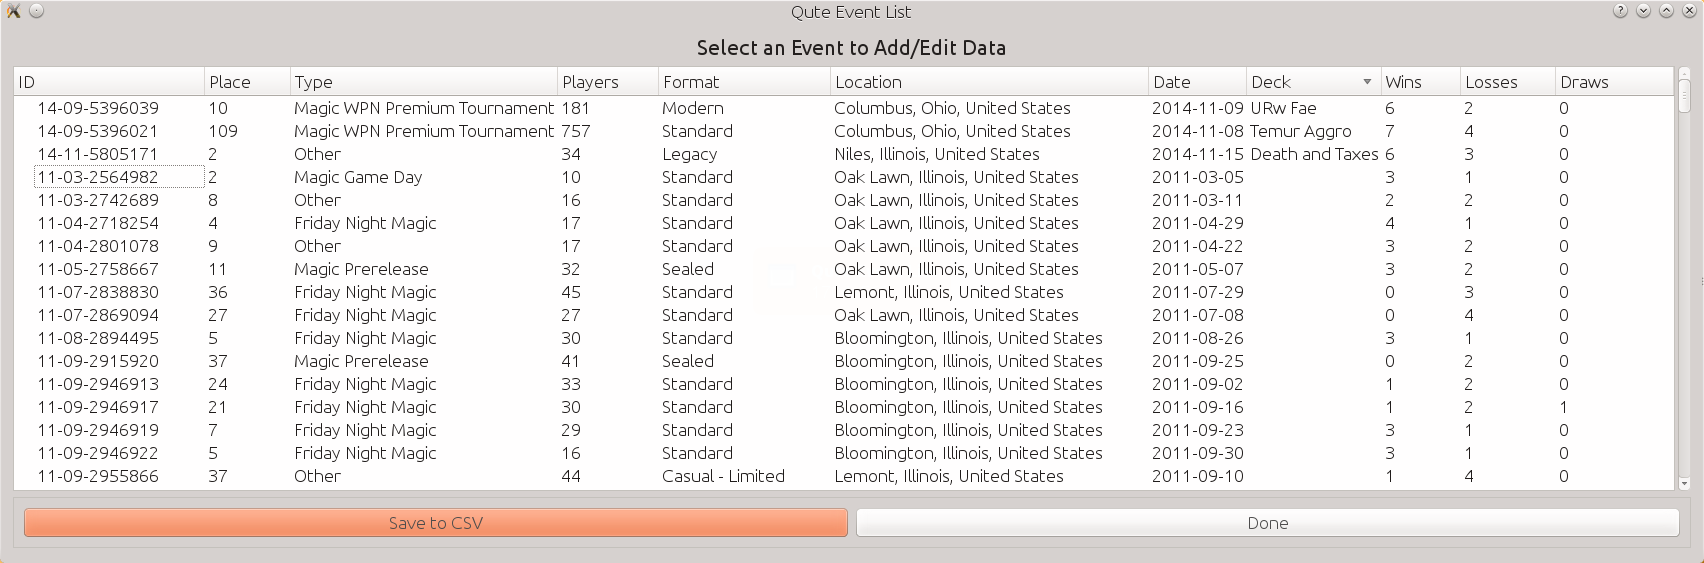 Qute Event List
Select an Event to Add/Edit Data
ID Place Type Players Format Location Date Deck Wins Losses Draws
14-09-5396039 10 Magic WPN Premium Tournament 181 Modern Columbus, Ohio, United States 2014-11-09 URw Fae 6 2 0
14-09-5396021 109 Magic WPN Premium Tournament 757 Standard Columbus, Ohio, United States 2014-11-08 Temur Aggro 7 4 0
14-11-5805171 2 Other 34 Legacy Niles, Illinois, United States 2014-11-15 Death and Taxes 6 3 0
11-03-2564982 2 Magic Game Day 10 Standard Oak Lawn, Illinois, United States 2011-03-05 3 1 0
11-03-2742689 8 Other 16 Standard Oak Lawn, Illinois, United States 2011-03-11 2 2 0
11-04-2718254 4 Friday Night Magic 17 Standard Oak Lawn, Illinois, United States 2011-04-29 4 1 0
11-04-2801078 9 Other 17 Standard Oak Lawn, Illinois, United States 2011-04-22 3 2 0
11-05-2758667 11 Magic Prerelease 32 Sealed Oak Lawn, Illinois, United States 2011-05-07 3 2 0
11-07-2838830 36 Friday Night Magic 45 Standard Lemont, Illinois, United States 2011-07-29 0 3 0
11-07-2869094 27 Friday Night Magic 27 Standard Oak Lawn, Illinois, United States 2011-07-08 0 4 0
11-08-2894495 5 Friday Night Magic 30 Standard Bloomington, Illinois, United States 2011-08-26 3 1 0
11-09-2915920 37 Magic Prerelease 41 Sealed Bloomington, Illinois, United States 2011-09-25 0 2 0
11-09-2946913 24 Friday Night Magic 33 Standard Bloomington, Illinois, United States 2011-09-02 1 2 0
11-09-2946917 21 Friday Night Magic 30 Standard Bloomington, Illinois, United States 2011-09-16 1 2 1
11-09-2946919 7 Friday Night Magic 29 Standard Bloomington, Illinois, United States 2011-09-23 3 1 0
11-09-2946922 5 Friday Night Magic 16 Standard Bloomington, Illinois, United States 2011-09-30 3 1 0
11-09-2955866 37 Other 44 Casual - Limited Lemont, Illinois, United States 2011-09-10 1 4 0
Save to CSV Done